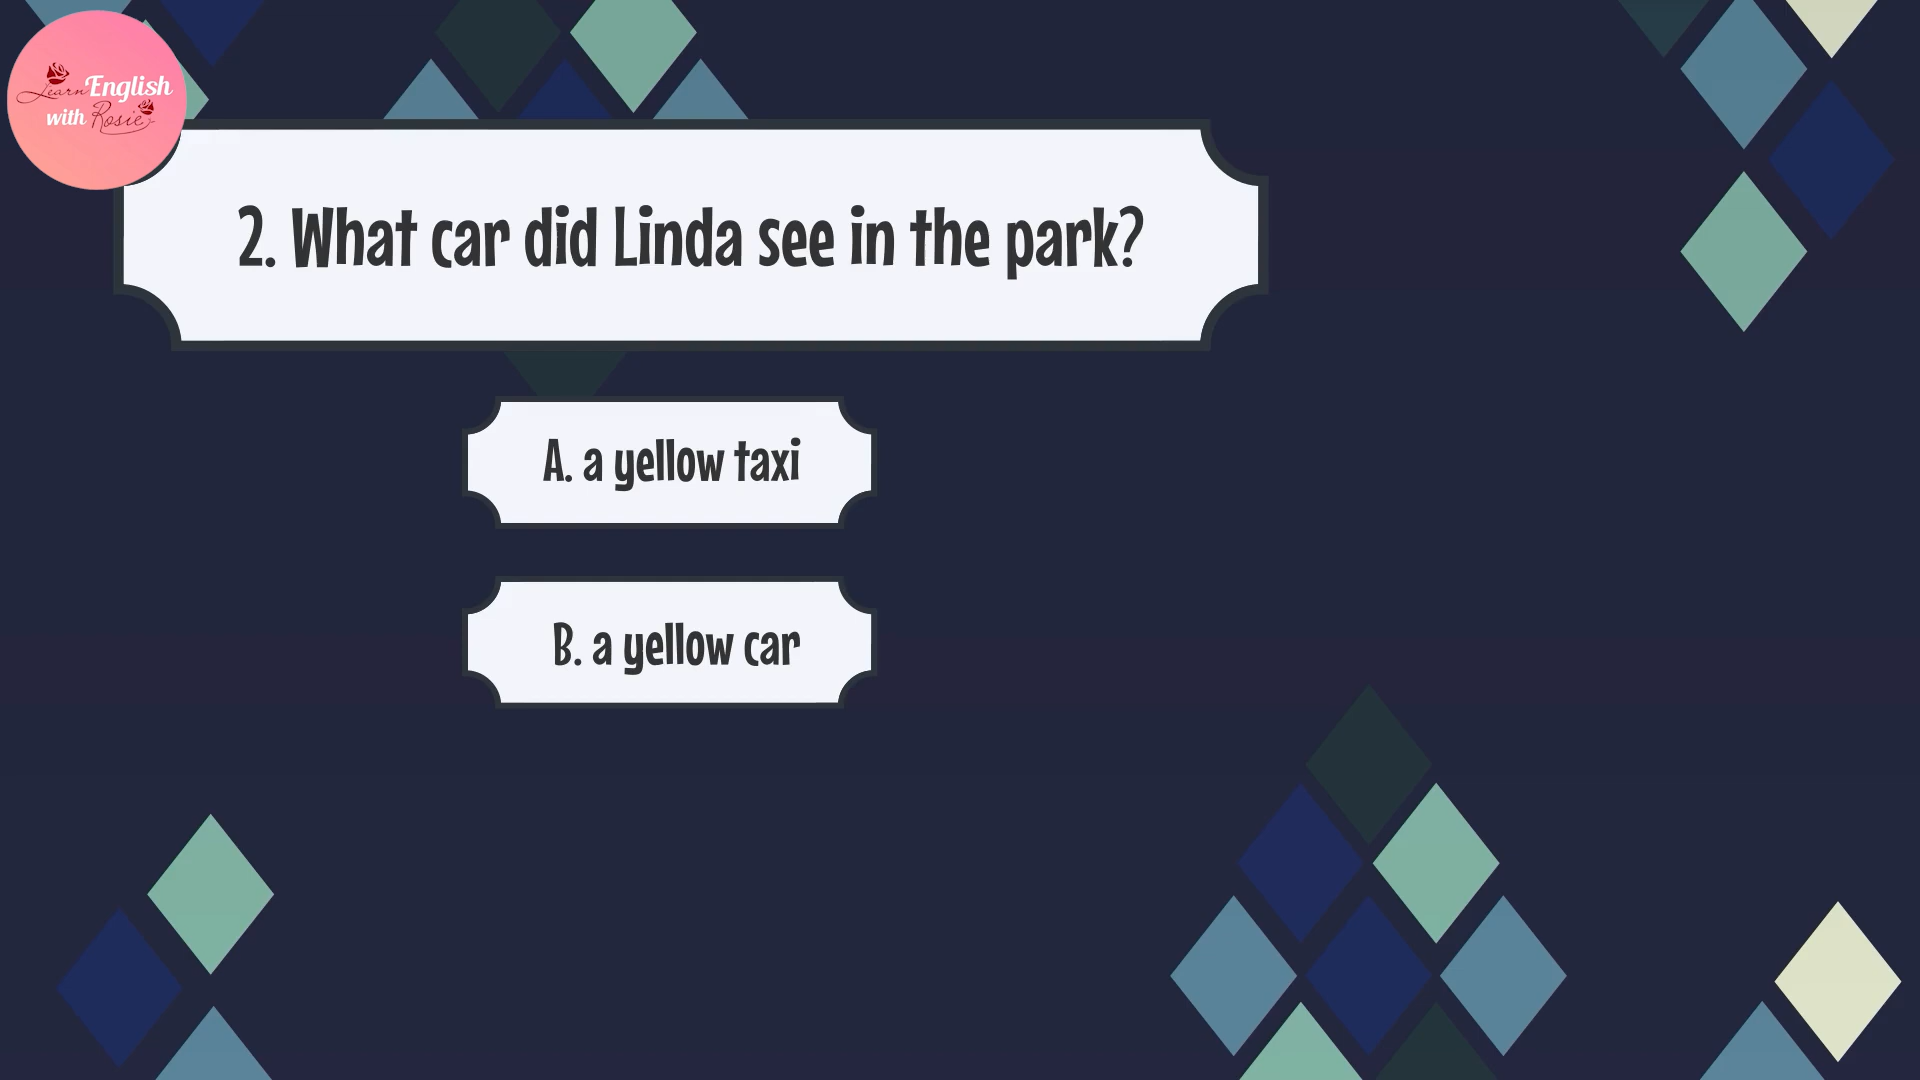 Learn English
with Rosie
2. What car did Linda see in the park?
A. a yellow taxi
B. a yellow car